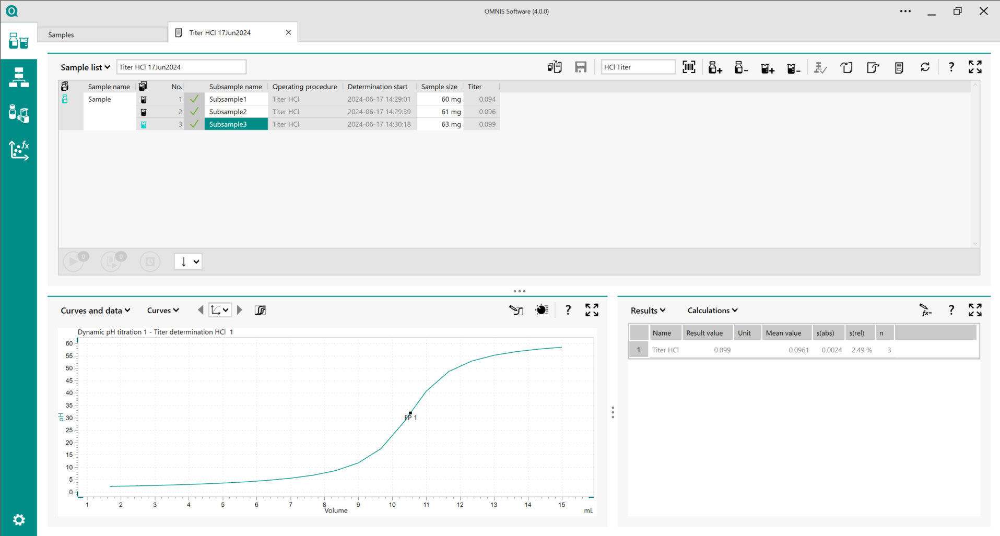 OMNIS Software (4.0.0)
Samples
Titer HCl 17Jun2024
Sample list
Titer HCl 17Jun2024
HCl Titer
?
Sample name No. Subsample name Operating procedure Determination start Sample size Titer
Sample 1 Subsample1 Titer HCl 2024-06-17 14:29:01 60 mg 0.094
2 Subsample2 Titer HCl 2024-06-17 14:29:39 61 mg 0.096
3 Subsample3 Titer HCl 2024-06-17 14:30:18 63 mg 0.099
0 0
Curves and data Curves ?
Dynamic pH titration 1 - Titer determination HCl 1
60
55
50
45
40
35
30
25
20
15
10
5
0
pH
EP 1
1 2 3 4 5 6 7 8 9 10 11 12 13 14 15
Volume mL
Results Calculations fx= ?
Name Result value Unit Mean value s(abs) s(rel) n
1 Titer HCl 0.099 0.0961 0.0024 2.49 % 3
fx